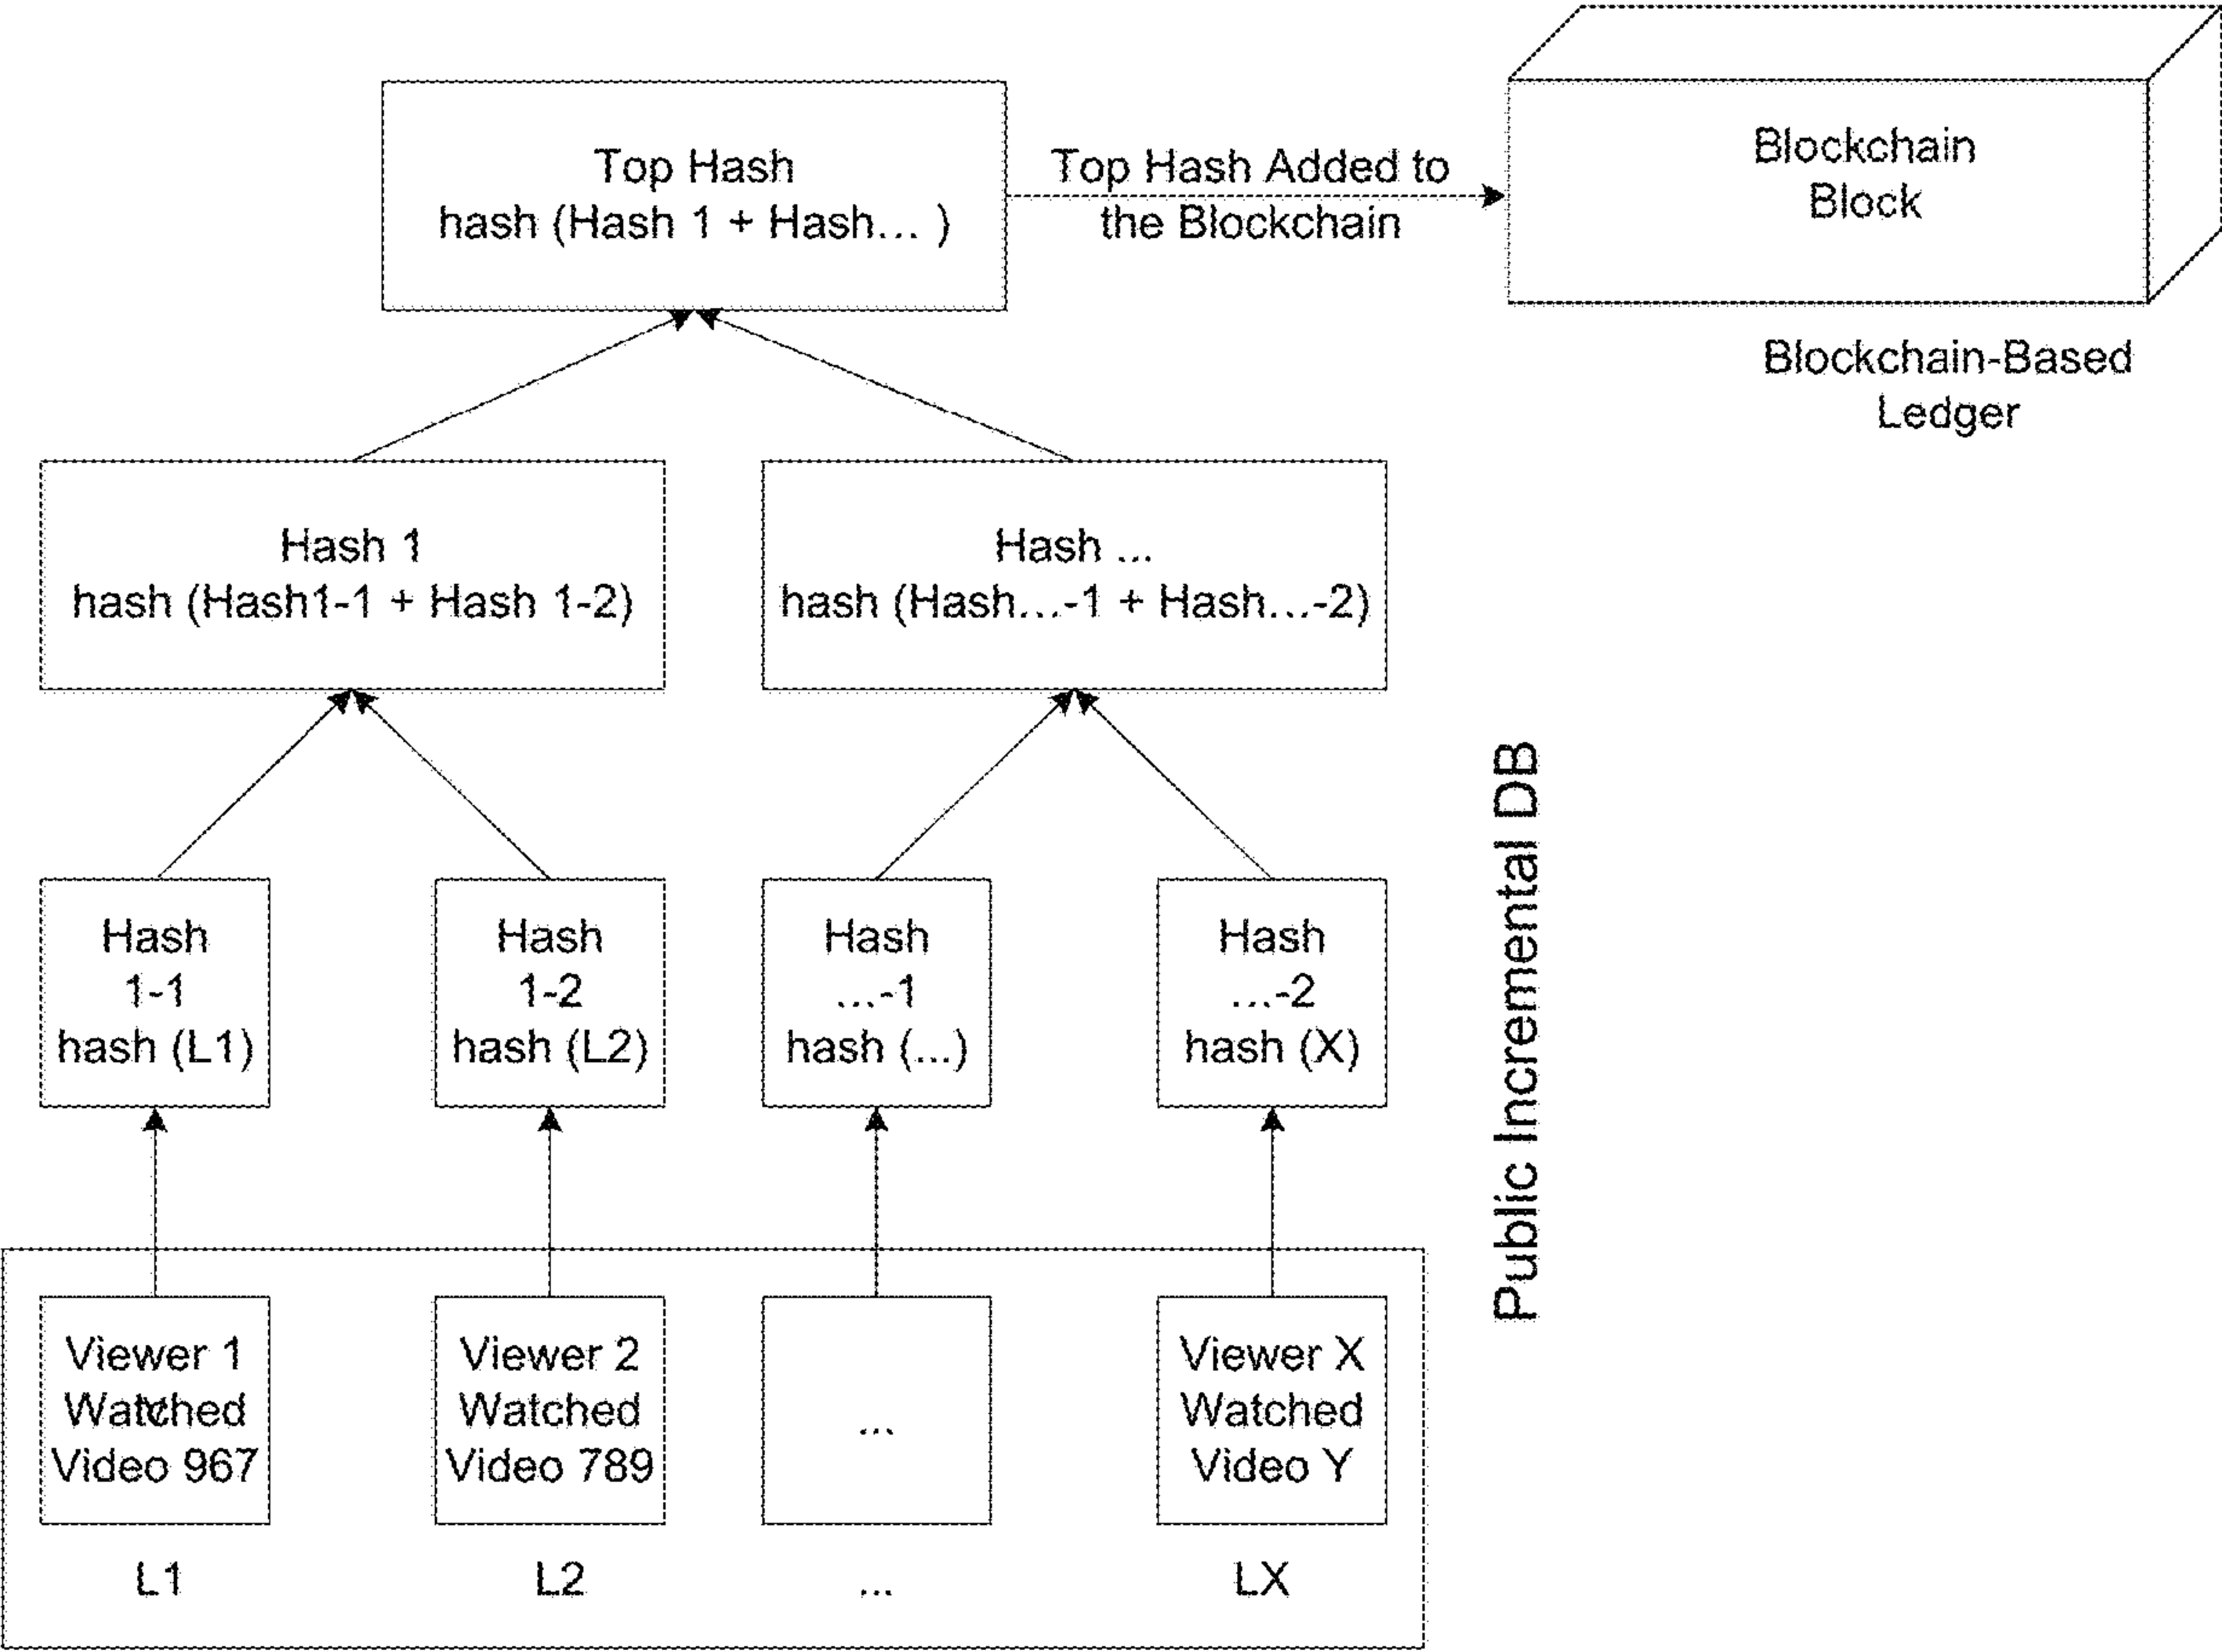 Top Hash
hash (Hash 1 + Hash... )
Top Hash Added to
the Blockchain
Blockchain
Block
Blockchain-Based
Ledger
Hash 1
hash (Hash1-1 + Hash 1-2)
Hash ...
hash (Hash...-1 + Hash...-2)
Public Incremental DB
Hash
1-1
hash (L1)
Hash
1-2
hash (L2)
Hash
...-1
hash (...)
Hash
...-2
hash (X)
Viewer 1
Watched
Video 967
Viewer 2
Watched
Video 789
...
Viewer X
Watched
Video Y
L1
L2
...
LX